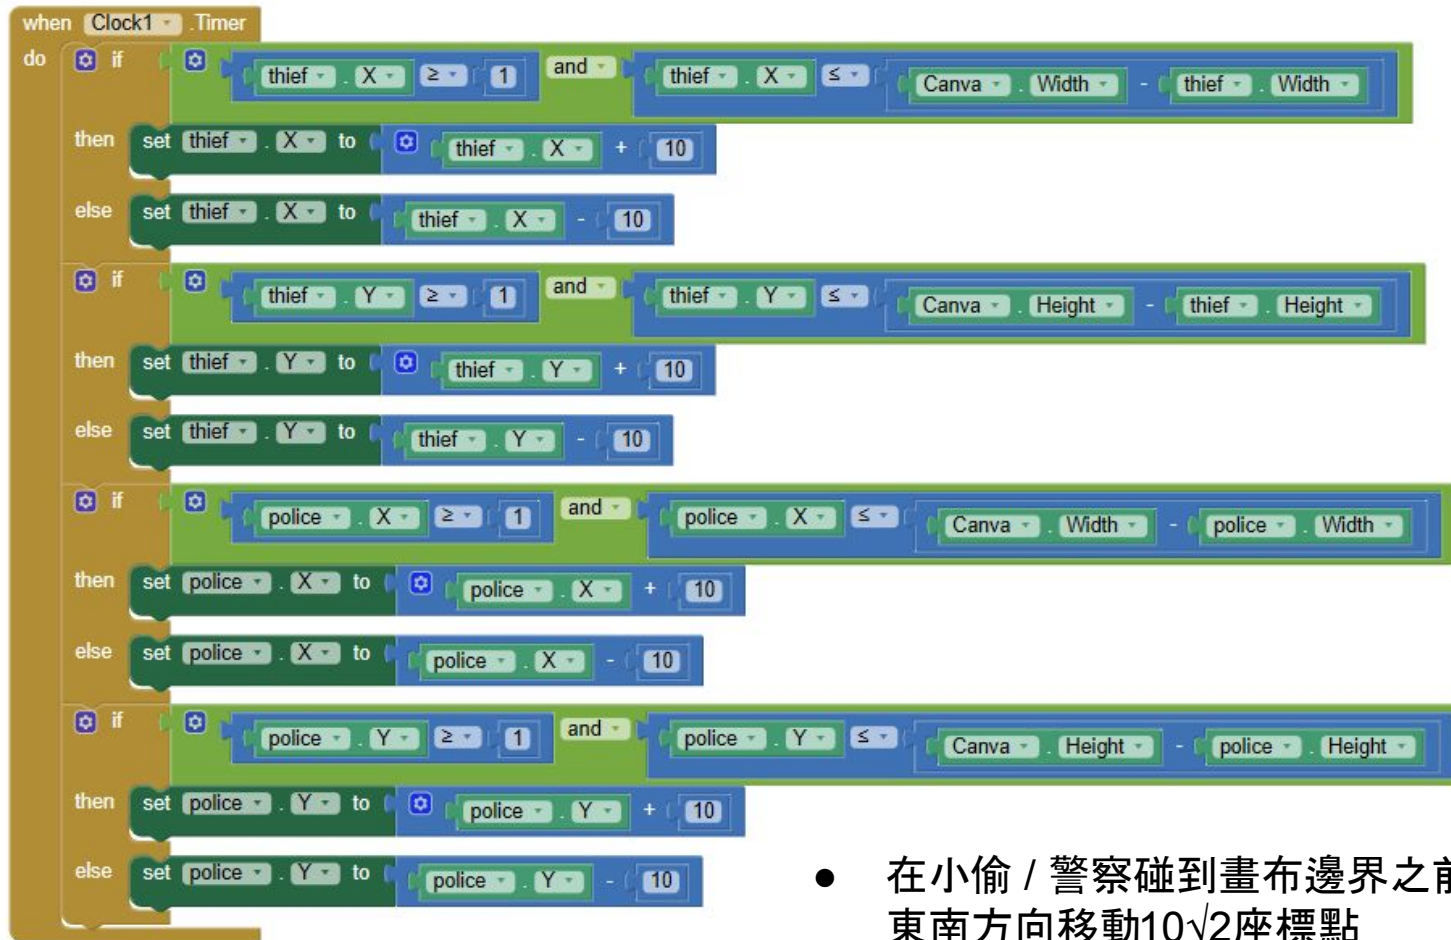 when Clock1 .Timer
do if thief . X ≥ 1 and thief . X ≤ Canva . Width - thief . Width
then set thief . X to thief . X + 10
else set thief . X to thief . X - 10
if thief . Y ≥ 1 and thief . Y ≤ Canva . Height - thief . Height
then set thief . Y to thief . Y + 10
else set thief . Y to thief . Y - 10
if police . X ≥ 1 and police . X ≤ Canva . Width - police . Width
then set police . X to police . X + 10
else set police . X to police . X - 10
if police . Y ≥ 1 and police . Y ≤ Canva . Height - police . Height
then set police . Y to police . Y + 10
else set police . Y to police . Y - 10
● 在小偷 / 警察碰到畫布邊界之前
東南方向移動10√2座標點